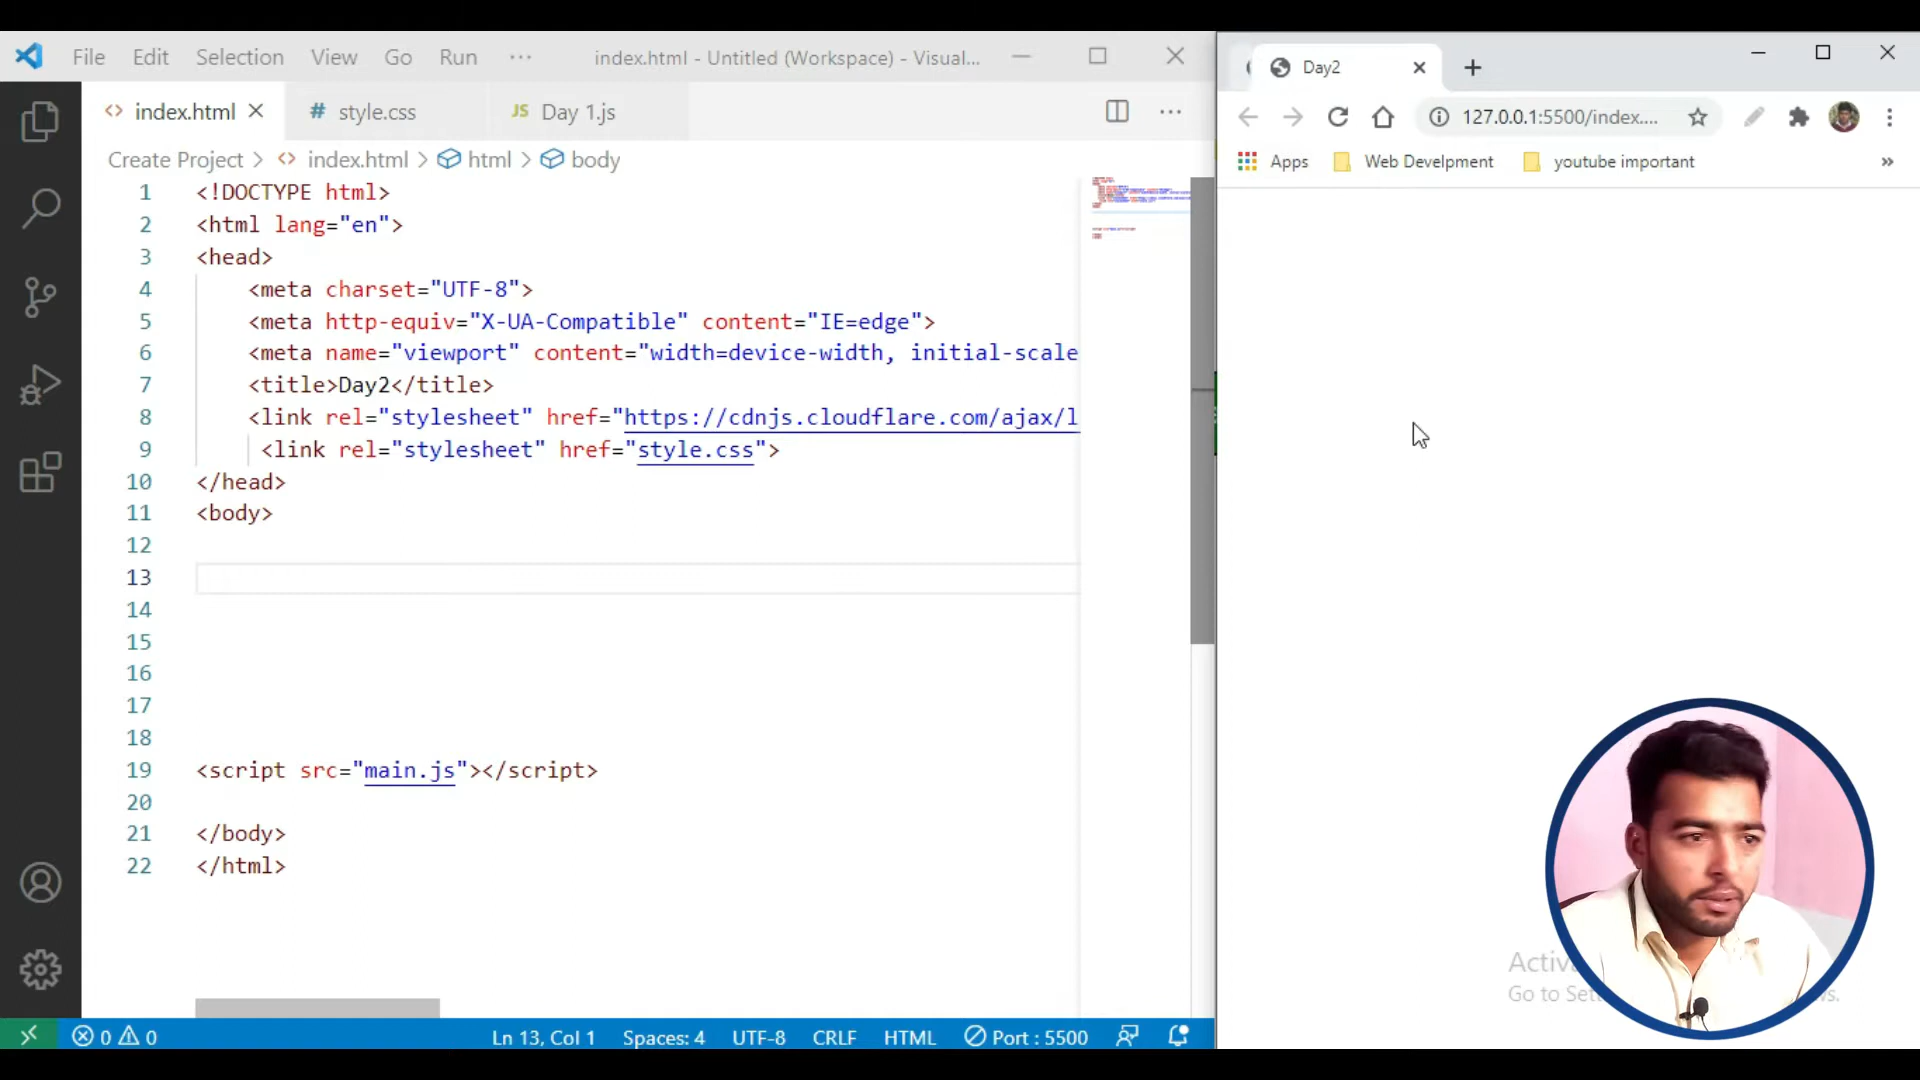 File Edit Selection View Go Run ··· index.html - Untitled (Workspace) - Visual...
index.html style.css JS Day 1.js
Create Project > index.html > html > body
1 <!DOCTYPE html>
2 <html lang="en">
3 <head>
4 <meta charset="UTF-8">
5 <meta http-equiv="X-UA-Compatible" content="IE=edge">
6 <meta name="viewport" content="width=device-width, initial-scale
7 <title>Day2</title>
8 <link rel="stylesheet" href="https://cdnjs.cloudflare.com/ajax/l
9 <link rel="stylesheet" href="style.css">
10 </head>
11 <body>
12
13
14
15
16
17
18
19 <script src="main.js"></script>
20
21 </body>
22 </html>
0 0 Ln 13, Col 1 Spaces: 4 UTF-8 CRLF HTML Port : 5500
Day2
127.0.0.1:5500/index....
Apps Web Develpment youtube important »
Go to